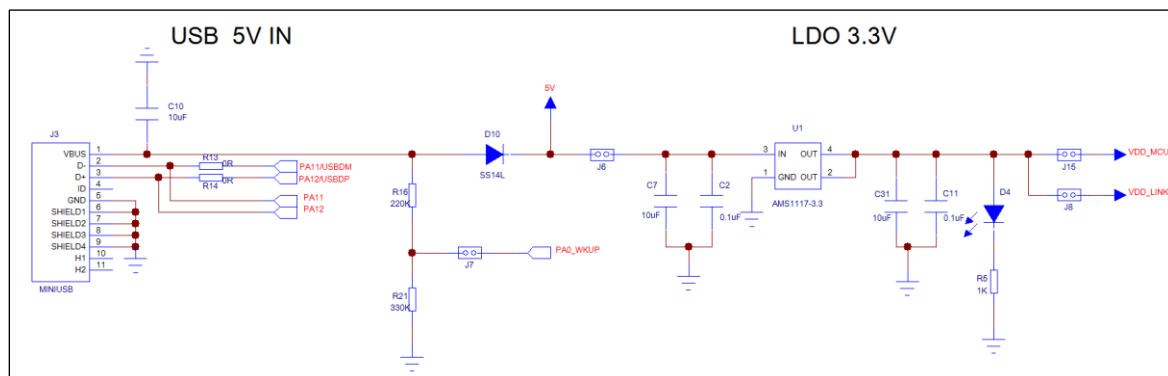 USB 5V IN
LDO 3.3V
C10
10uF
J3
VBUS 1
D- 2
D+ 3
ID 4
GND 5
SHIELD1 6
SHIELD2 7
SHIELD3 8
SHIELD4 9
H1 10
H2 11
MINIUSB
R13 0R
R14 0R
PA11/USBDM
PA12/USBDP
PA11
PA12
D10
SS14L
5V
J6
R16
220K
J7
PA0_WKUP
R21
330K
C7
10uF
C2
0.1uF
U1
3 IN OUT 4
1 GND OUT 2
AMS1117-3.3
C31
10uF
C11
0.1uF
D4
R5
1K
J15
VDD_MCU
J8
VDD_LINK